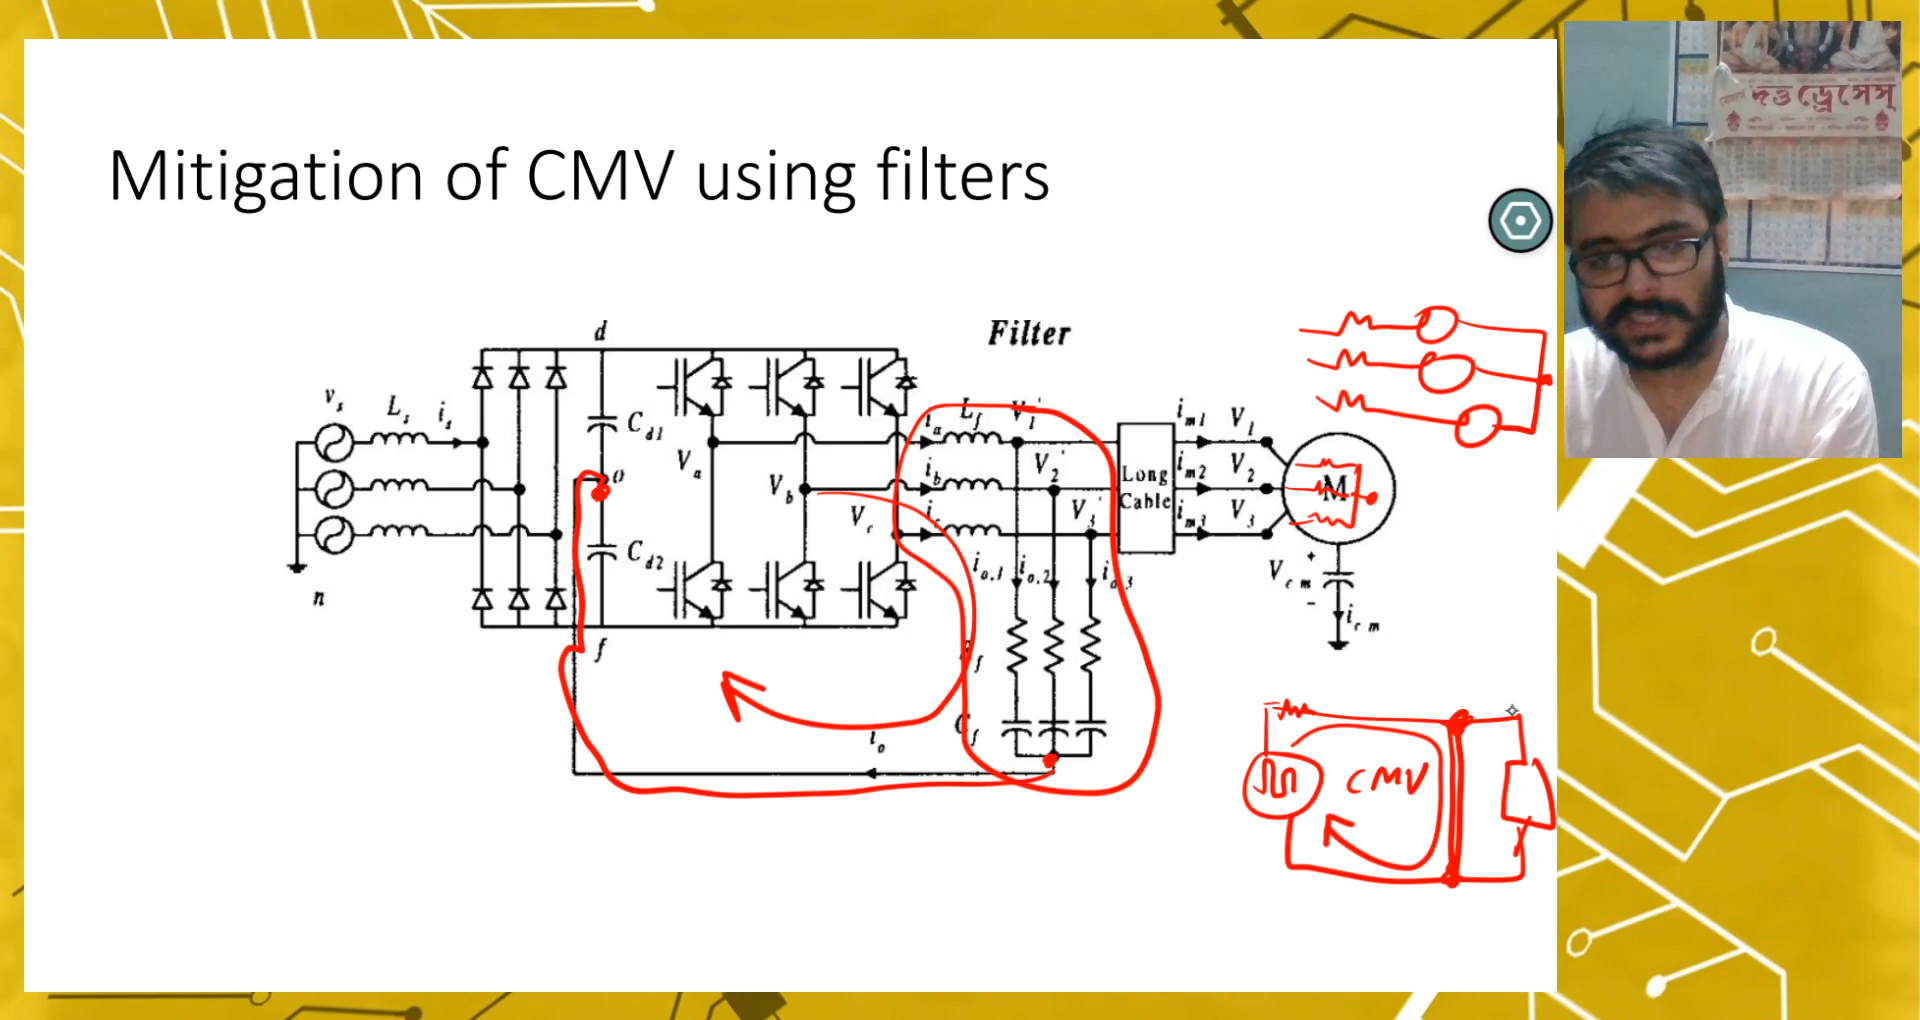 Mitigation of CMV using filters
দত্ত ড্রেসেস্
Filter
d
v_s
L_s
i_s
C_d1
o
C_d2
f
n
V_a
V_b
V_c
i_a
L_f
V_1'
i_b
V_2'
i_c
V_3'
Long
Cable
i_m1
V_1
i_m2
V_2
i_m3
V_3
M
i_o,1
i_o,2
i_o,3
C_f
i_o
V_cm
+
-
i_cm
CMV